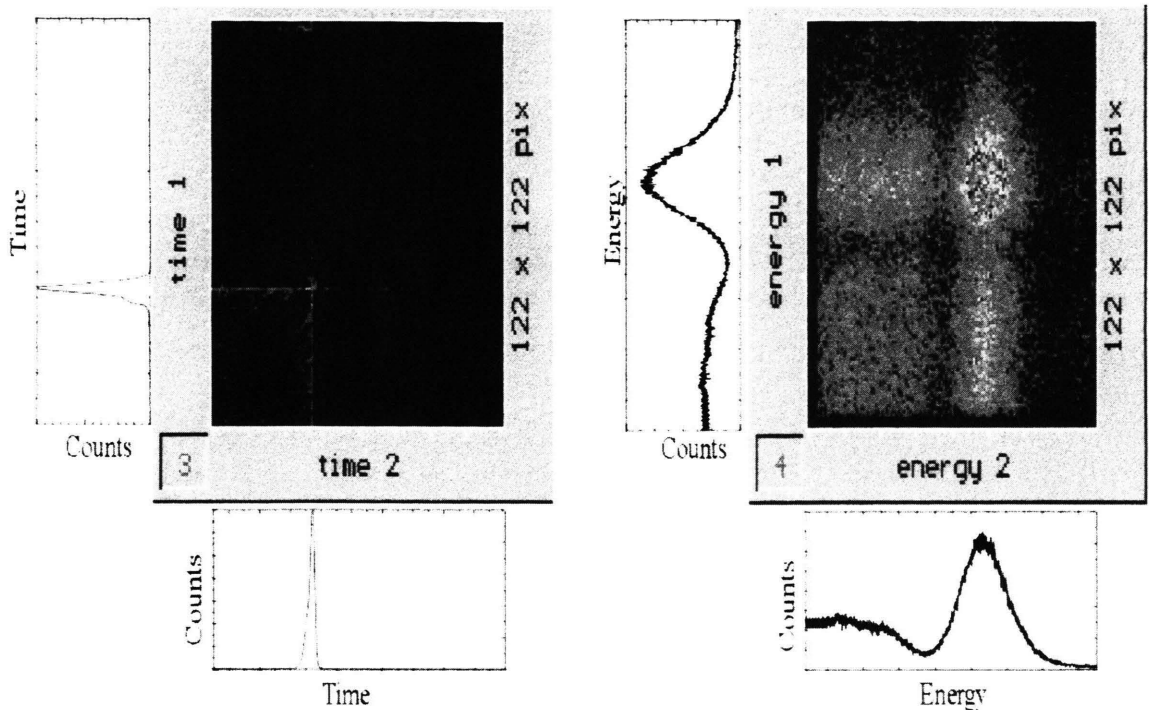 Time
time 1
122 x 122 pix
Counts
3
time 2
Counts
Time
Energy
energy 1
122 x 122 pix
Counts
4
energy 2
Counts
Energy